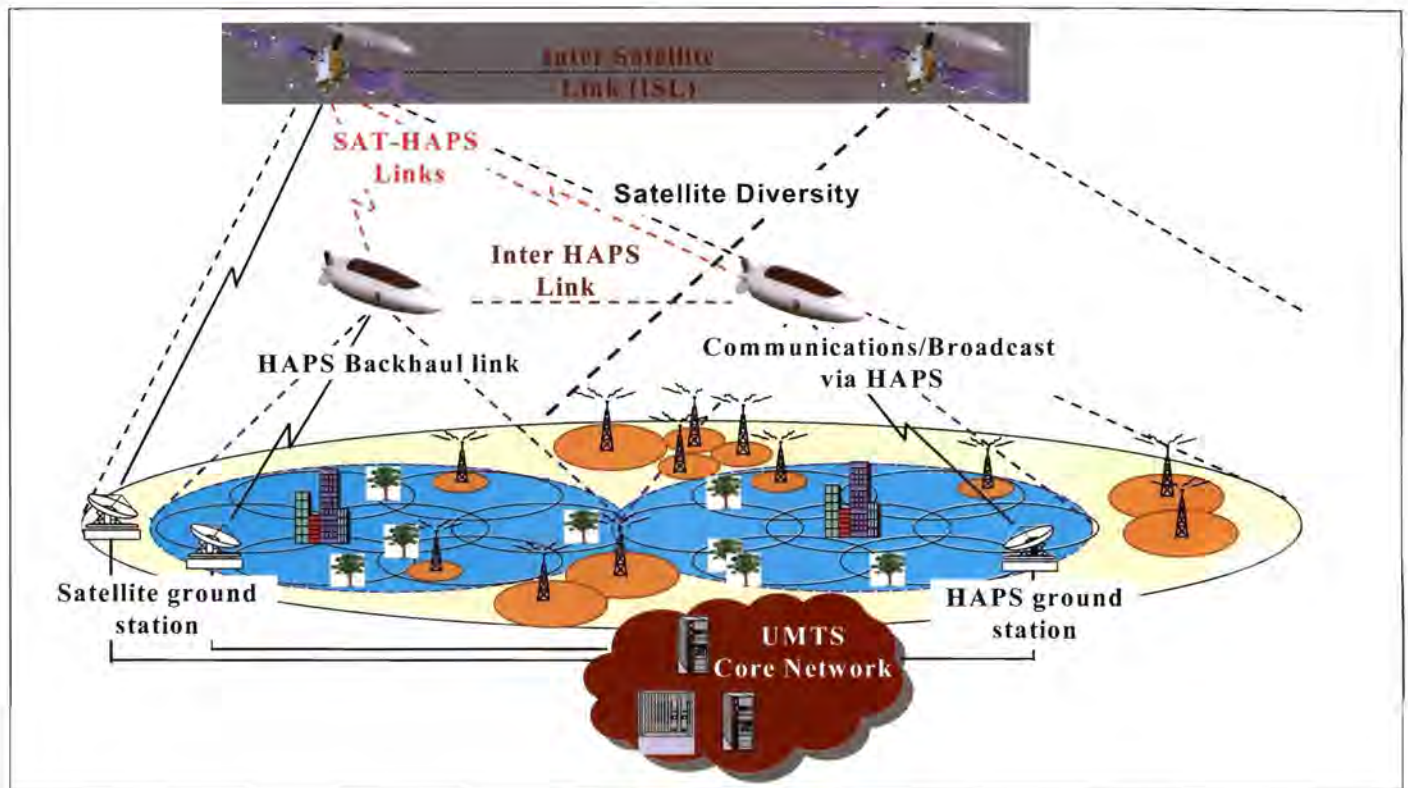 Inter Satellite
Link (ISL)
SAT-HAPS
Links
Satellite Diversity
Inter HAPS
Link
HAPS Backhaul link
Communications/Broadcast
via HAPS
Satellite ground
station
HAPS ground
station
UMTS
Core Network